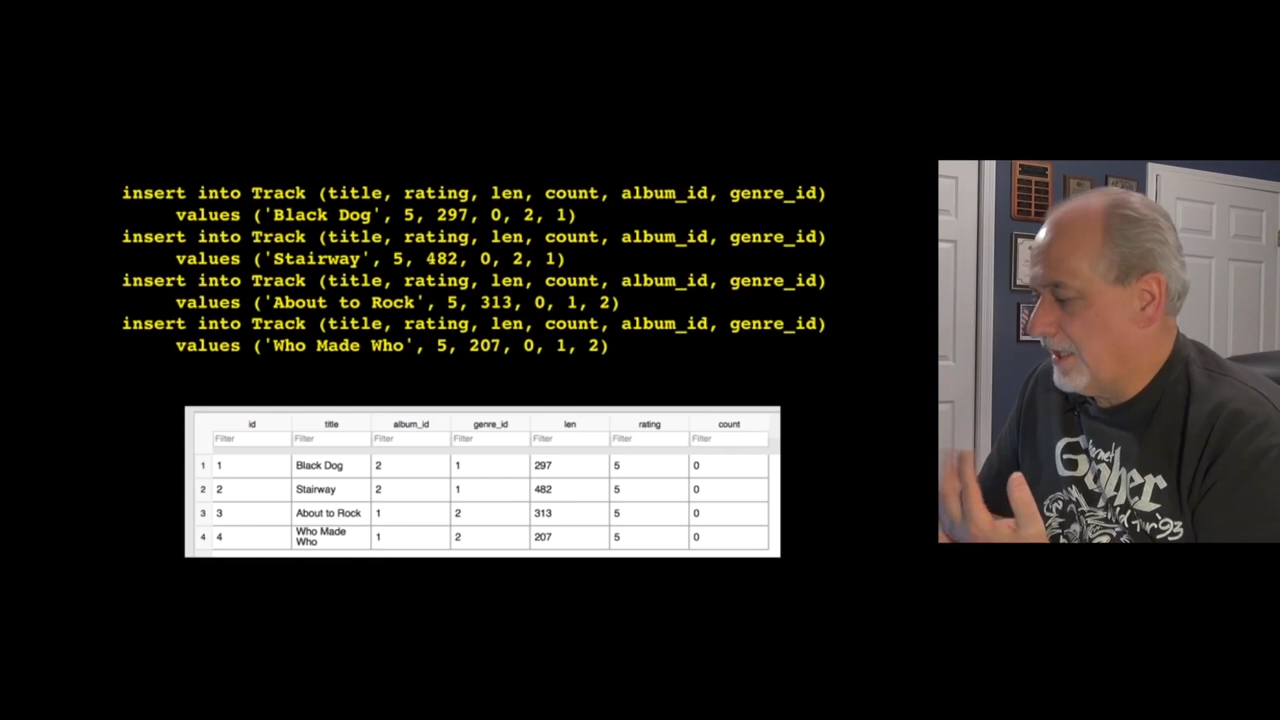 insert into Track (title, rating, len, count, album_id, genre_id)
values ('Black Dog', 5, 297, 0, 2, 1)
insert into Track (title, rating, len, count, album_id, genre_id)
values ('Stairway', 5, 482, 0, 2, 1)
insert into Track (title, rating, len, count, album_id, genre_id)
values ('About to Rock', 5, 313, 0, 1, 2)
insert into Track (title, rating, len, count, album_id, genre_id)
values ('Who Made Who', 5, 207, 0, 1, 2)
id title album_id genre_id len rating count
Filter Filter Filter Filter Filter Filter Filter
1 1 Black Dog 2 1 297 5 0
2 2 Stairway 2 1 482 5 0
3 3 About to Rock 1 2 313 5 0
4 4 Who Made Who 1 2 207 5 0